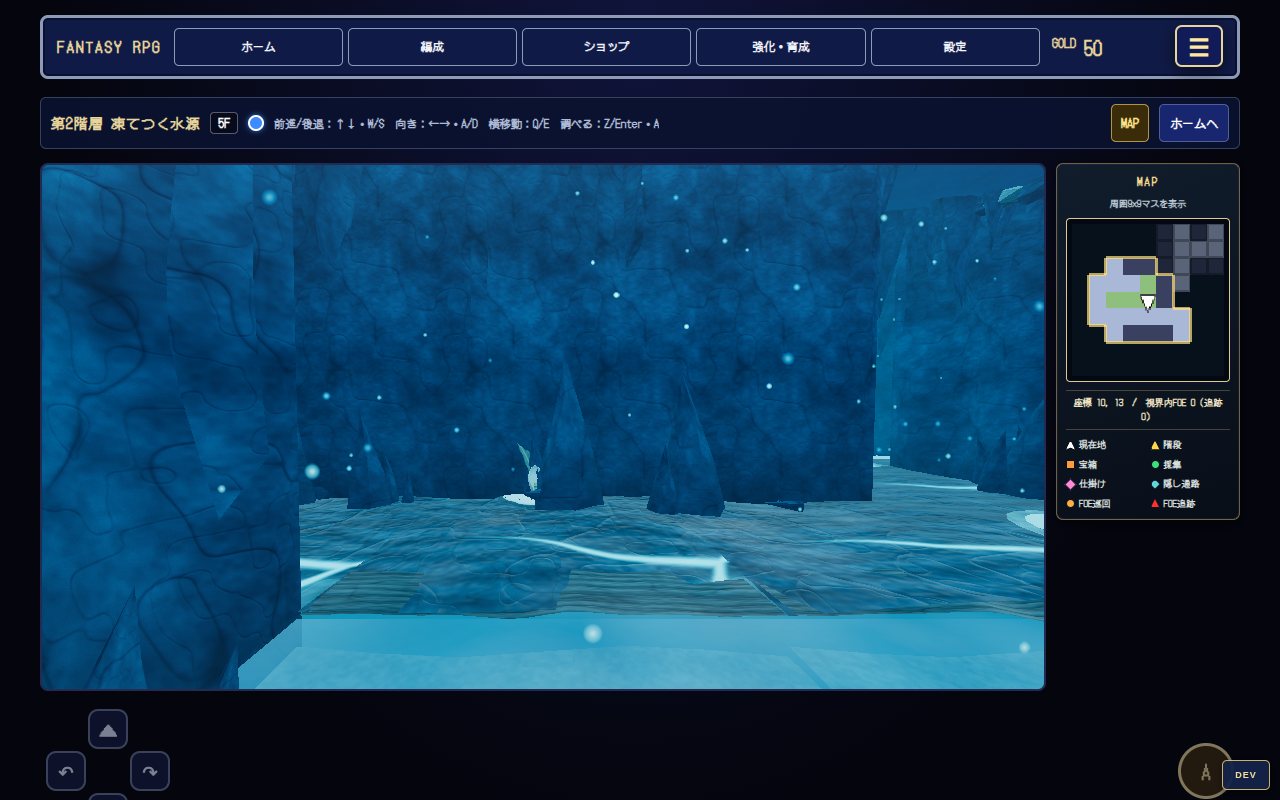 FANTASY RPG ホーム 編成 ショップ 強化・育成 設定 GOLD 50
第2階層 凍てつく水源 5F 前進/後退：↑↓・W/S 向き：←→・A/D 横移動：Q/E 調べる：Z/Enter・A MAP ホームへ
MAP
周囲9x9マスを表示
座標 10, 13 / 視界内FOE 0（追跡
0）
現在地 階段
宝箱 採集
仕掛け 隠し通路
FOE巡回 FOE追跡
A DEV